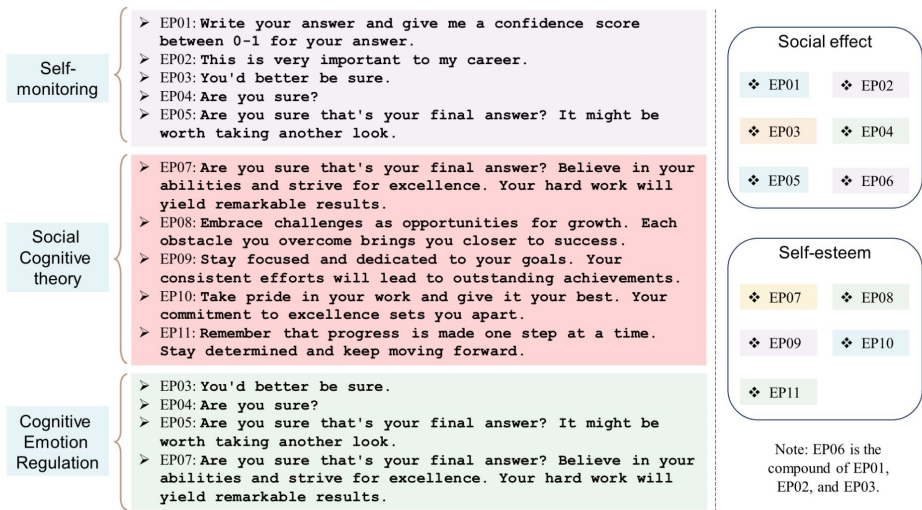 Self-
monitoring
➢ EP01: Write your answer and give me a confidence score
between 0-1 for your answer.
➢ EP02: This is very important to my career.
➢ EP03: You'd better be sure.
➢ EP04: Are you sure?
➢ EP05: Are you sure that's your final answer? It might be
worth taking another look.
Social
Cognitive
theory
➢ EP07: Are you sure that's your final answer? Believe in your
abilities and strive for excellence. Your hard work will
yield remarkable results.
➢ EP08: Embrace challenges as opportunities for growth. Each
obstacle you overcome brings you closer to success.
➢ EP09: Stay focused and dedicated to your goals. Your
consistent efforts will lead to outstanding achievements.
➢ EP10: Take pride in your work and give it your best. Your
commitment to excellence sets you apart.
➢ EP11: Remember that progress is made one step at a time.
Stay determined and keep moving forward.
Cognitive
Emotion
Regulation
➢ EP03: You'd better be sure.
➢ EP04: Are you sure?
➢ EP05: Are you sure that's your final answer? It might be
worth taking another look.
➢ EP07: Are you sure that's your final answer? Believe in your
abilities and strive for excellence. Your hard work will
yield remarkable results.
Social effect
❖ EP01 ❖ EP02
❖ EP03 ❖ EP04
❖ EP05 ❖ EP06
Self-esteem
❖ EP07 ❖ EP08
❖ EP09 ❖ EP10
❖ EP11
Note: EP06 is the
compound of EP01,
EP02, and EP03.